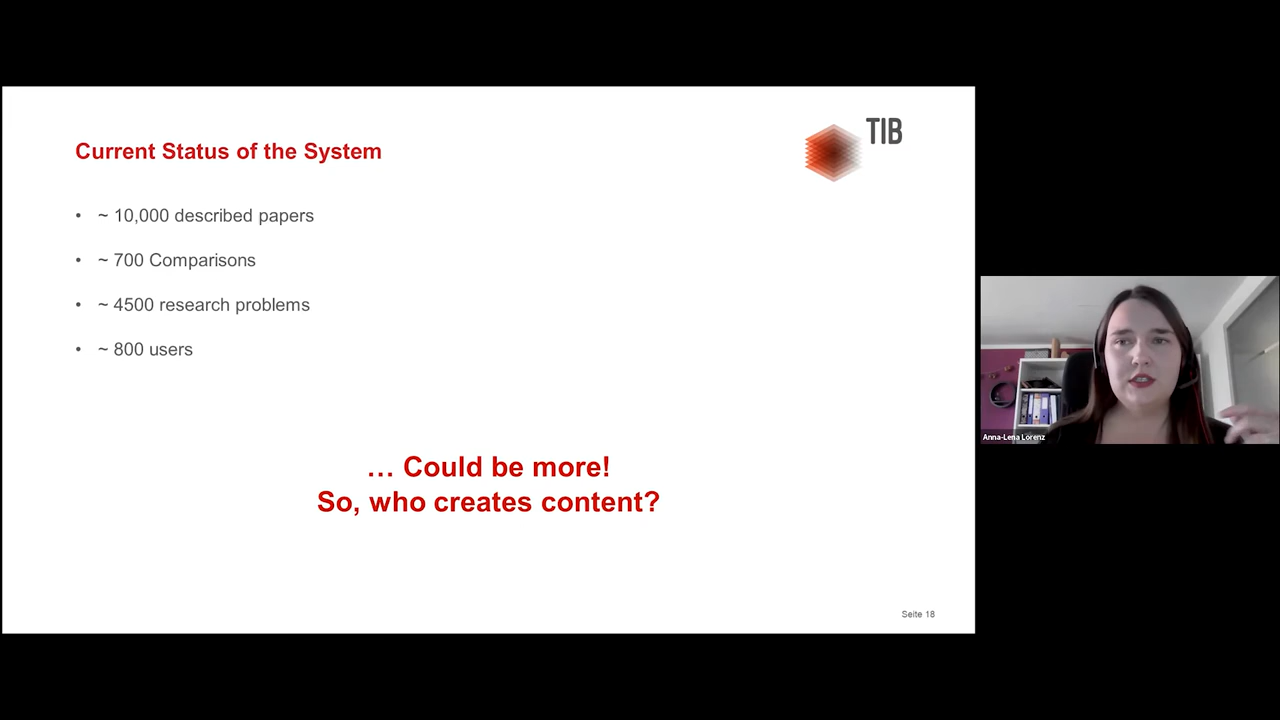 TIB
Current Status of the System
• ~ 10,000 described papers
• ~ 700 Comparisons
• ~ 4500 research problems
• ~ 800 users
… Could be more!
So, who creates content?
Seite 18
Anna-Lena Lorenz